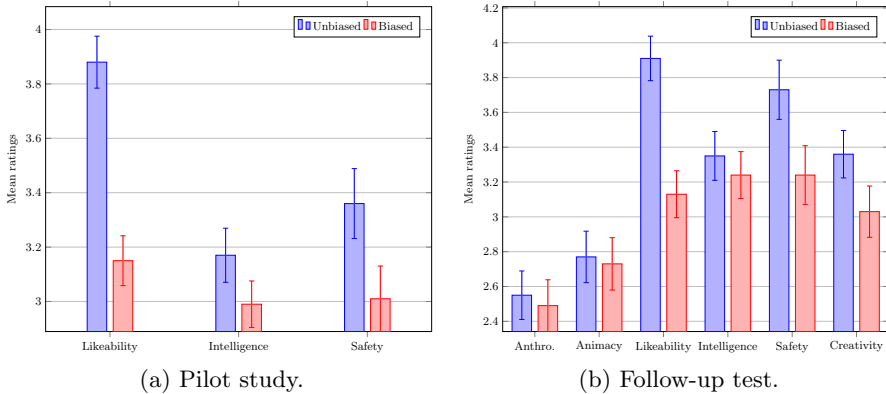 4
3.8
3.6
3.4
3.2
3
Mean ratings
Unbiased Biased
Likeability Intelligence Safety
(a) Pilot study.
4.2
4
3.8
3.6
3.4
3.2
3
2.8
2.6
2.4
Mean ratings
Unbiased Biased
Anthro. Animacy Likeability Intelligence Safety Creativity
(b) Follow-up test.